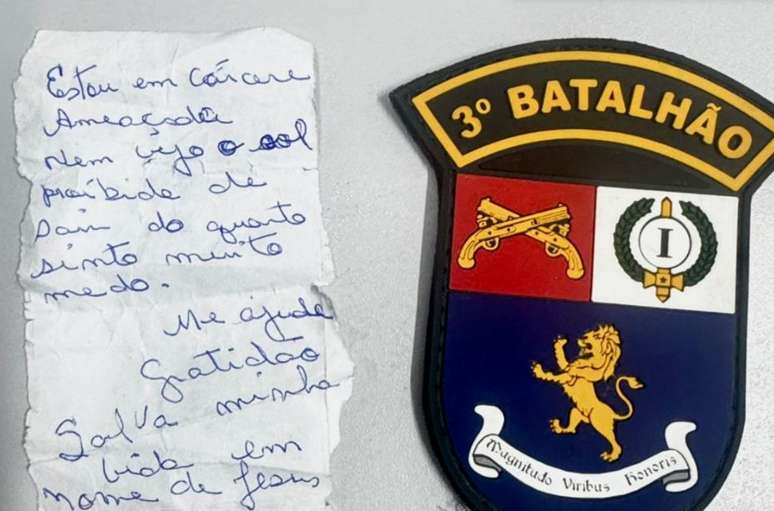 Estou em cárcere
Ameaçada
Nem vejo o sol
proibida de
sair do quarto
sinto muito
medo.
Me ajude
Gratidão
Salva minha
vida em
nome de Jesus
3º BATALHÃO
I
Magnitudo Viribus Honoris